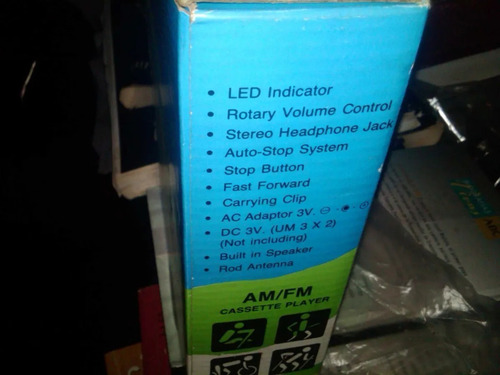 • LED Indicator
• Rotary Volume Control
• Stereo Headphone Jack
• Auto-Stop System
• Stop Button
• Fast Forward
• Carrying Clip
• AC Adaptor 3V.
• DC 3V. (UM 3 X 2)
(Not including)
• Built in Speaker
• Rod Antenna
AM/FM
CASSETTE PLAYER